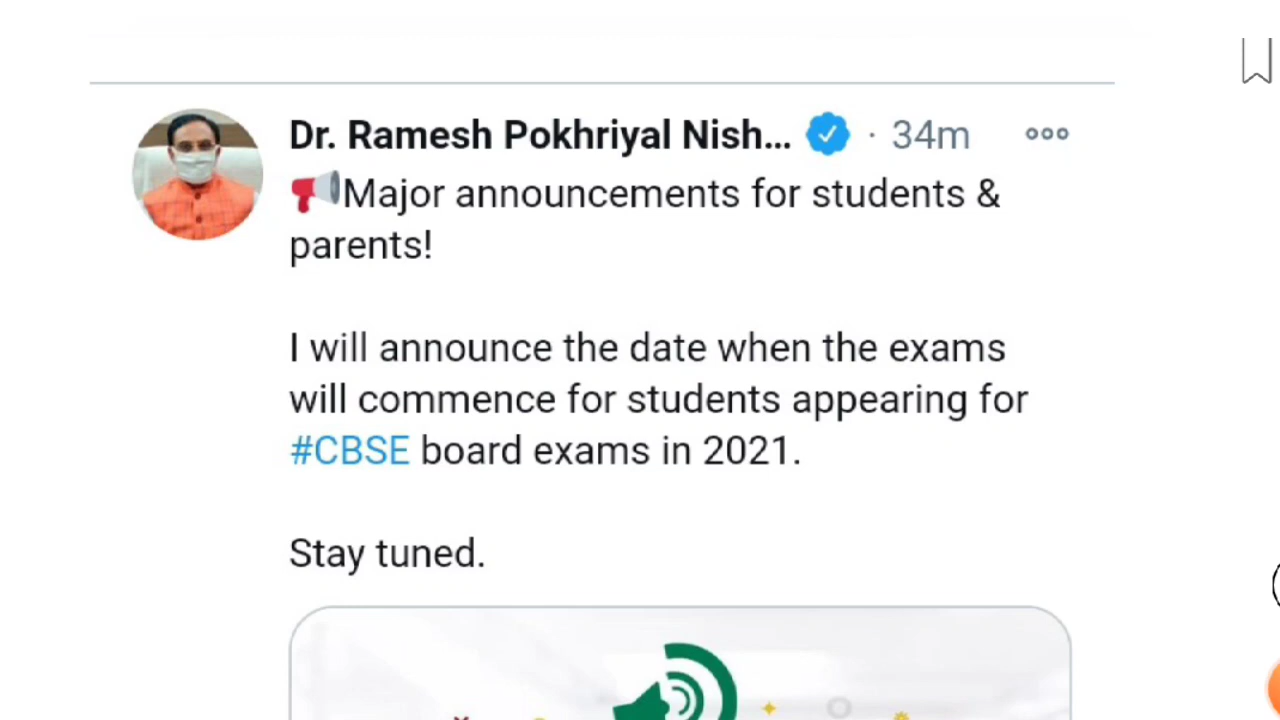 Dr. Ramesh Pokhriyal Nish... · 34m
📢Major announcements for students &
parents!
I will announce the date when the exams
will commence for students appearing for
#CBSE board exams in 2021.
Stay tuned.